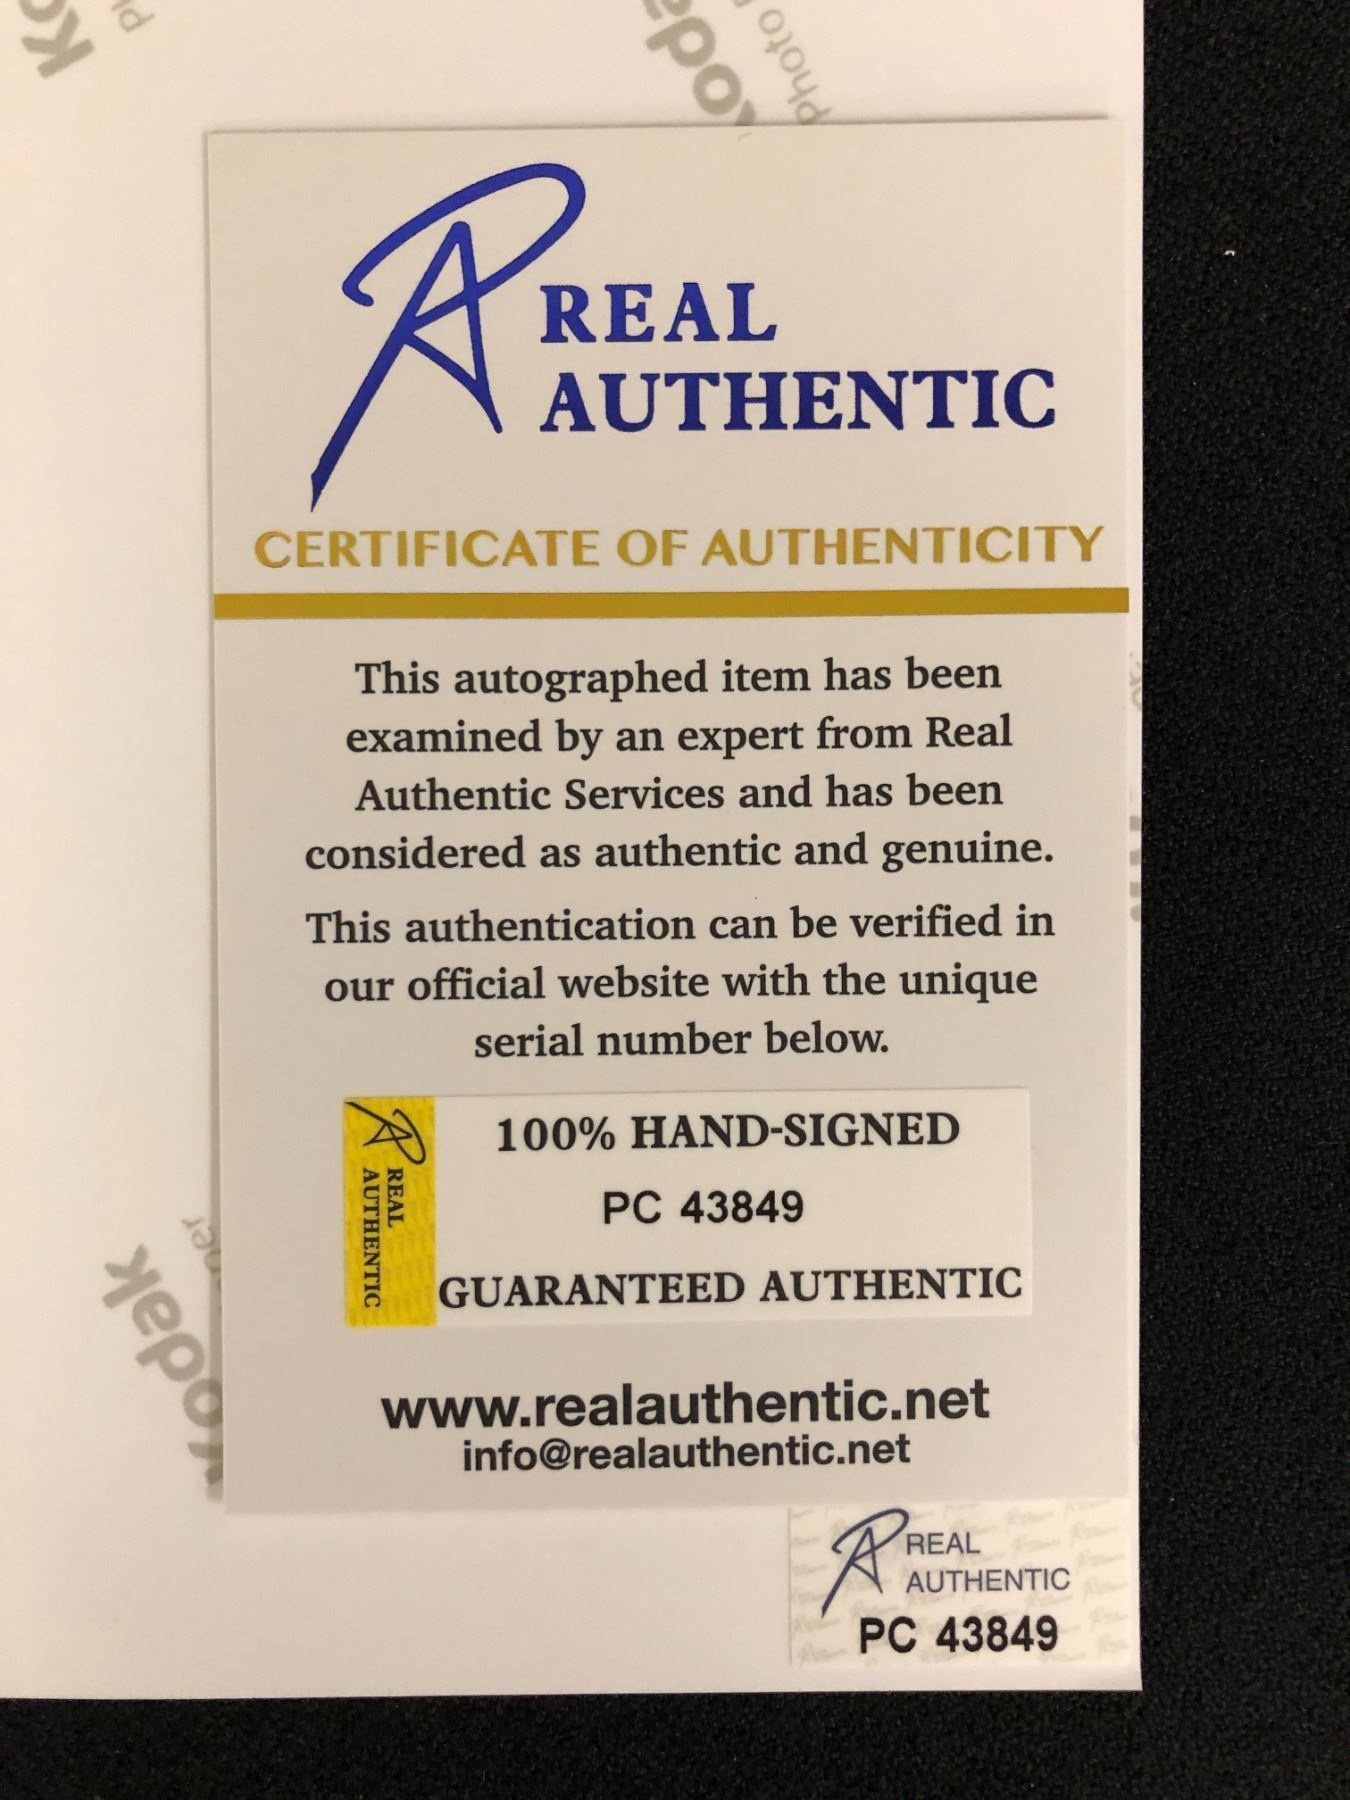 Kodak
Photo
REAL
AUTHENTIC
CERTIFICATE OF AUTHENTICITY
This autographed item has been
examined by an expert from Real
Authentic Services and has been
considered as authentic and genuine.
This authentication can be verified in
our official website with the unique
serial number below.
REAL
AUTHENTIC
100% HAND-SIGNED
PC 43849
GUARANTEED AUTHENTIC
www.realauthentic.net
info@realauthentic.net
Kodak
REAL
AUTHENTIC
PC 43849